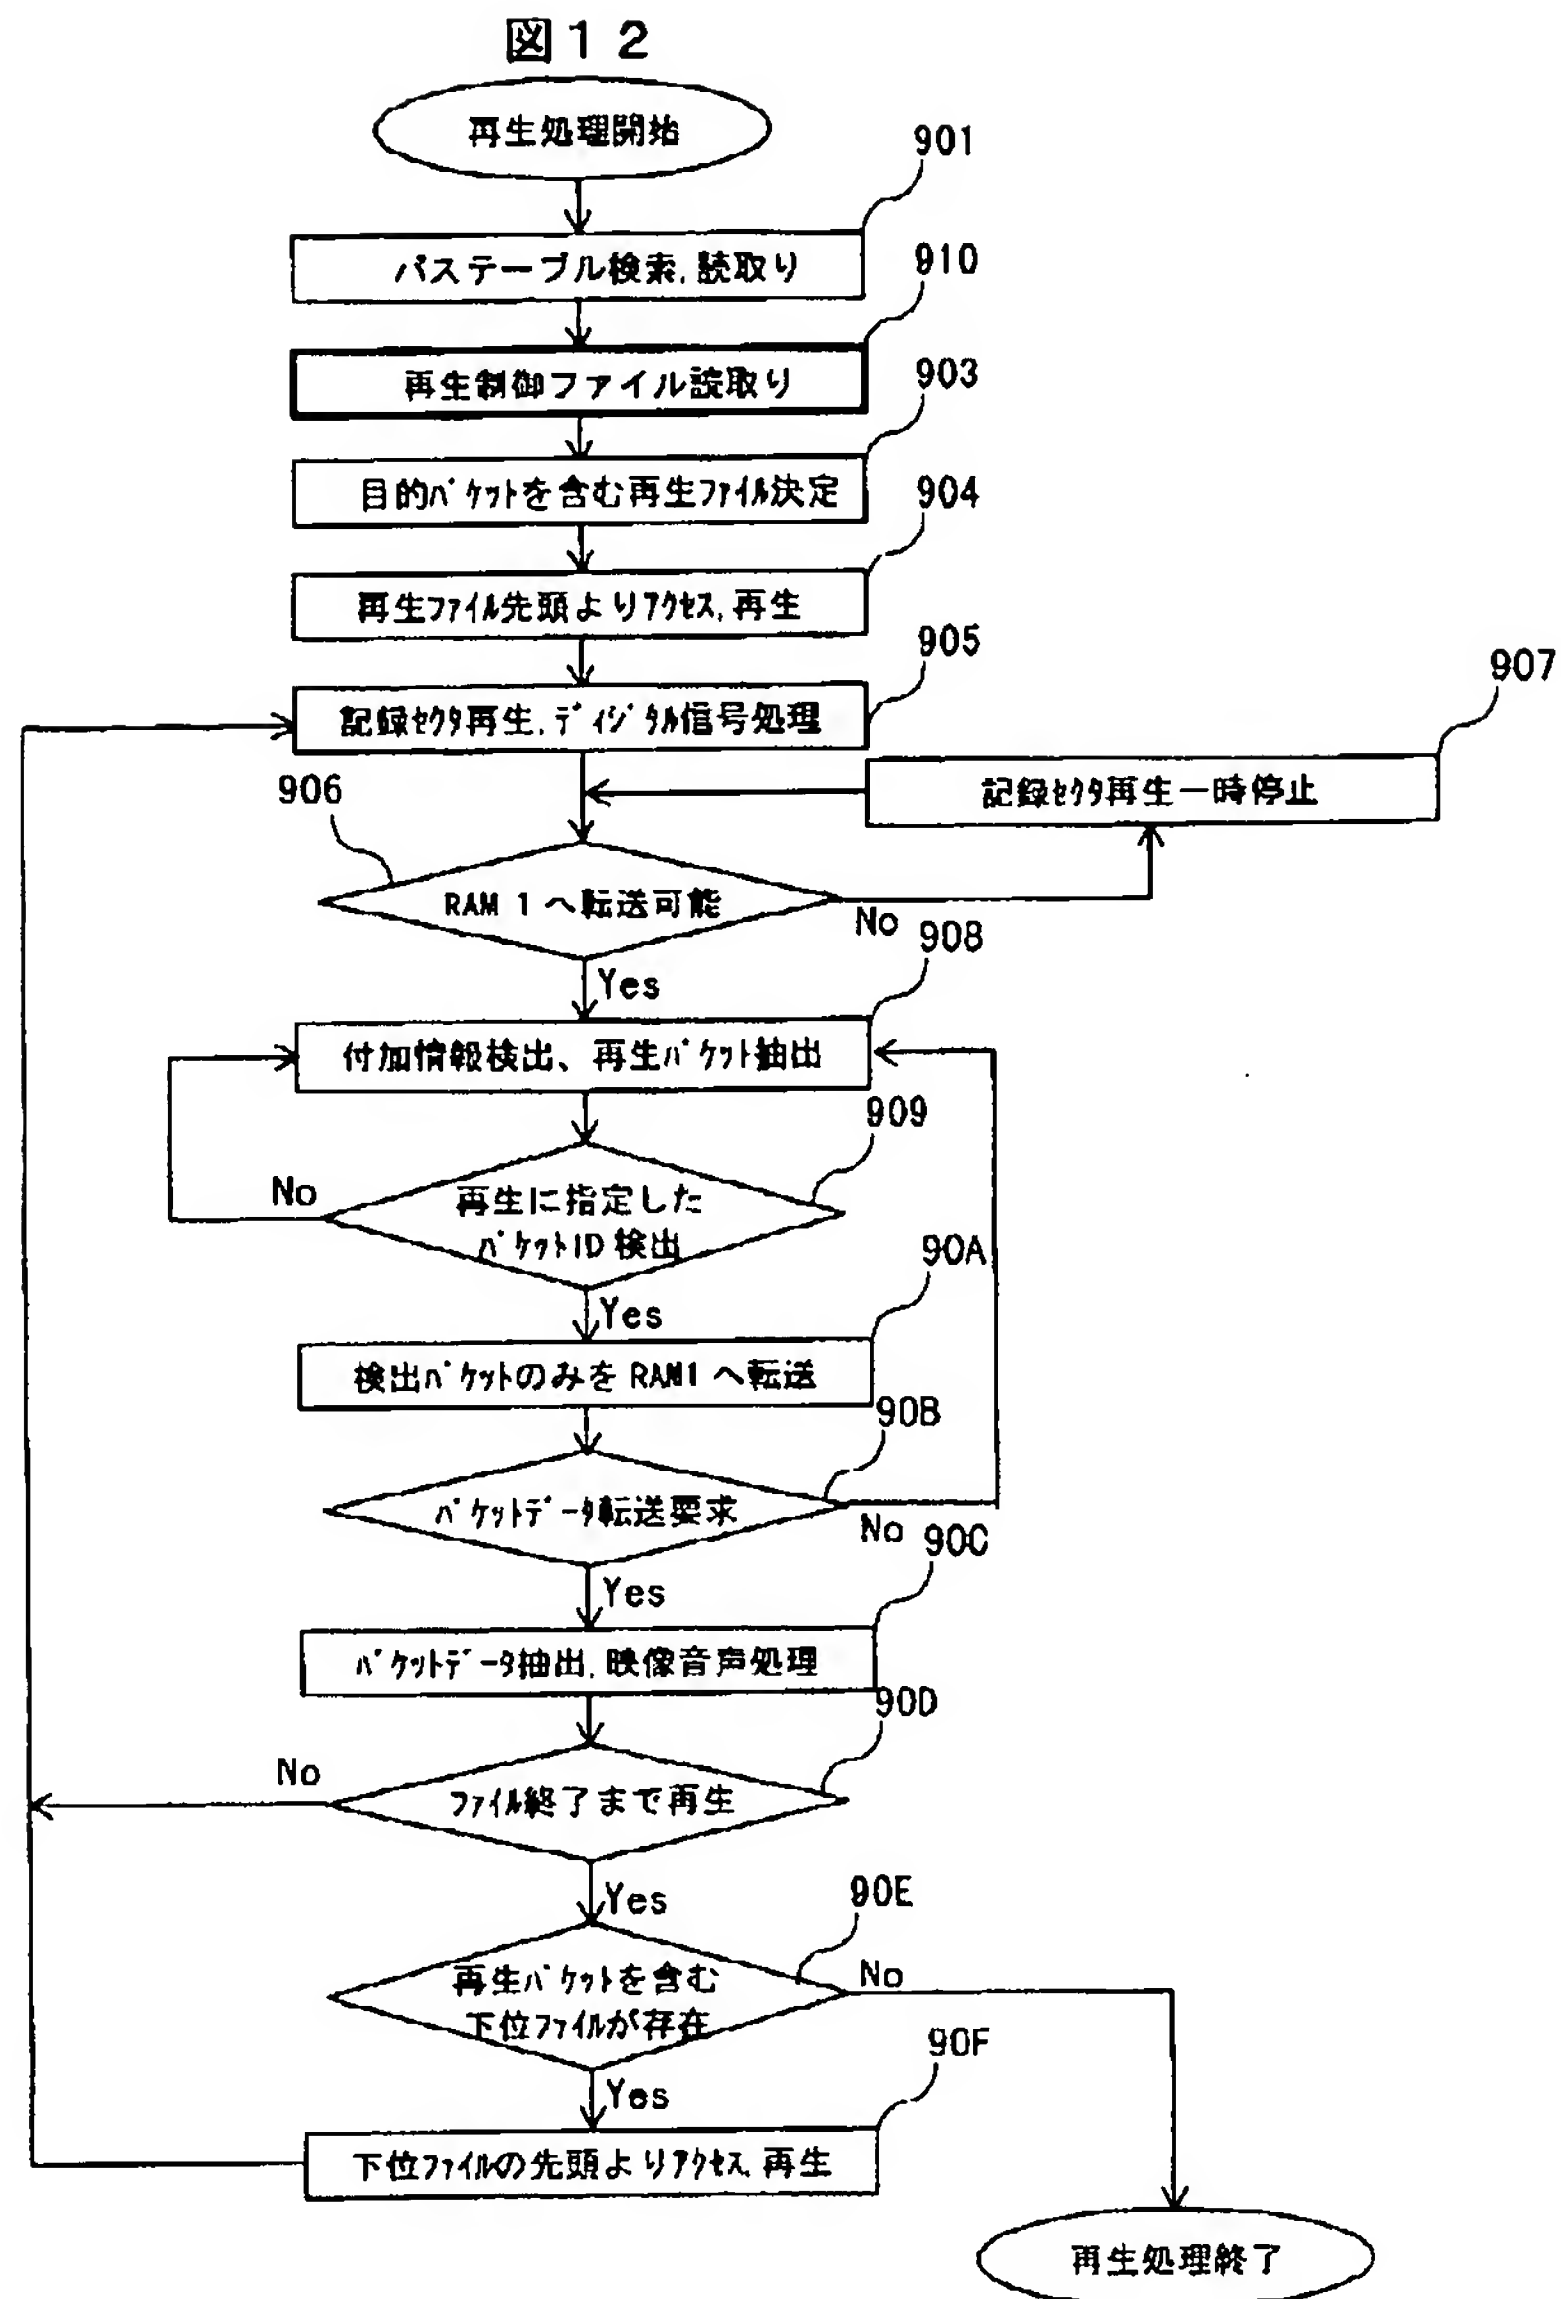 図１２
再生処理開始
901
パステーブル検索,読取り
910
再生制御ファイル読取り
903
目的パケットを含む再生ファイル決定
904
再生ファイル先頭よりアクセス,再生
905
記録セクタ再生,ディジタル信号処理
907
記録セクタ再生一時停止
906
RAM 1 へ転送可能
No
Yes
908
付加情報検出、再生パケット抽出
909
再生に指定した
パケットID 検出
No
Yes
90A
検出パケットのみを RAM1 へ転送
90B
パケットデータ転送要求
No
Yes
90C
パケットデータ抽出,映像音声処理
90D
ファイル終了まで再生
No
Yes
90E
再生パケットを含む
下位ファイルが存在
No
Yes
90F
下位ファイルの先頭よりアクセス,再生
再生処理終了